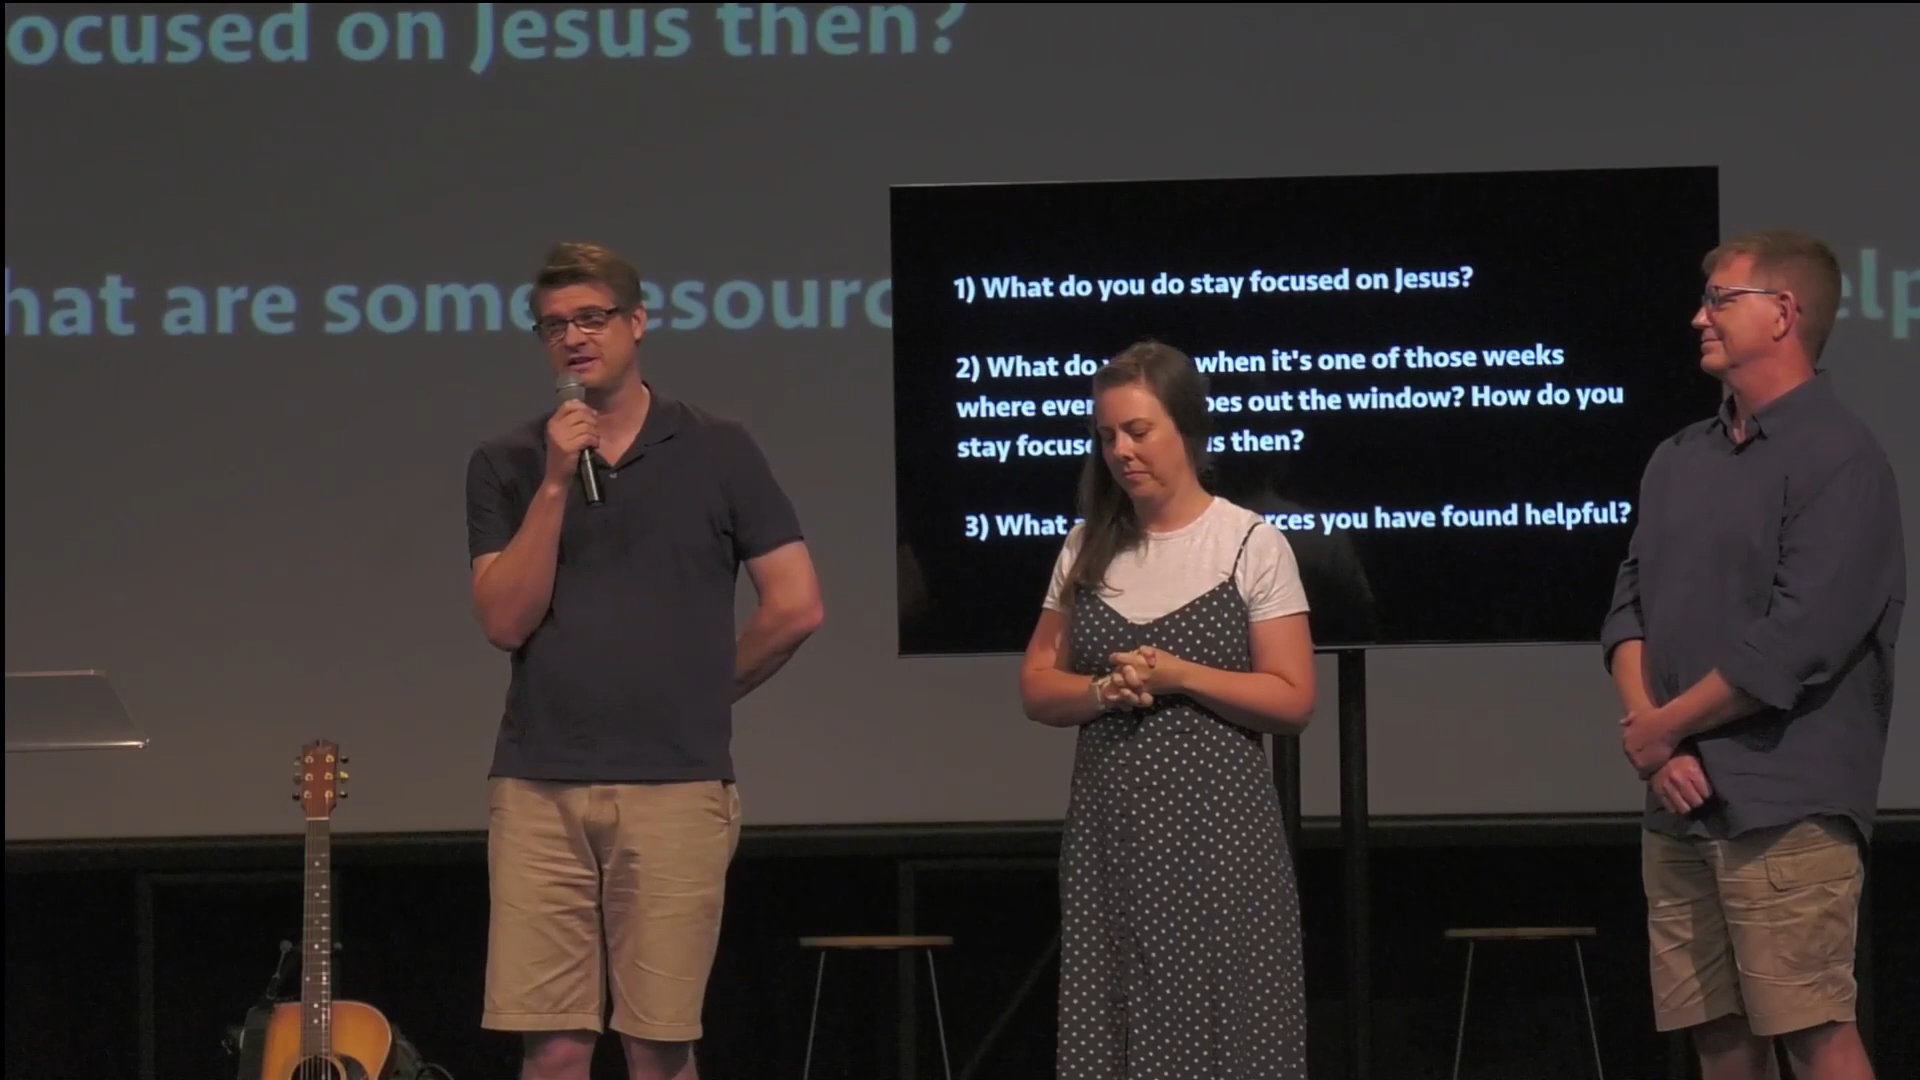 ocused on Jesus then?
hat are some esourc elp
1) What do you do stay focused on Jesus?
2) What do when it's one of those weeks
where ever oes out the window? How do you
stay focus s then?
3) What rces you have found helpful?